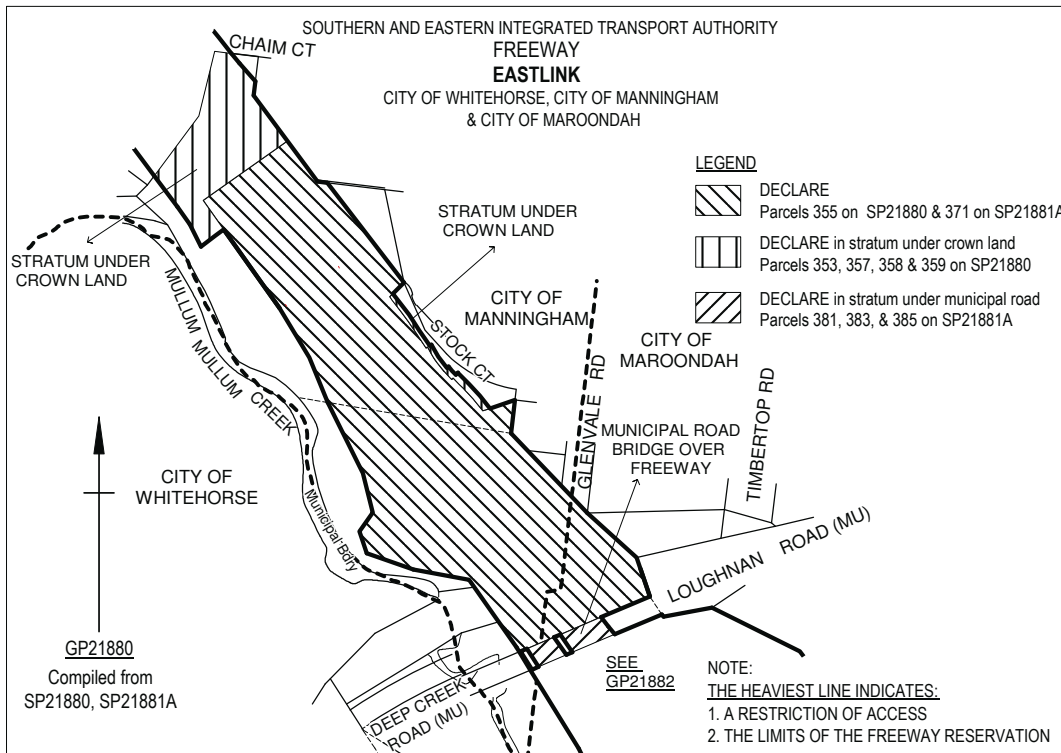 SOUTHERN AND EASTERN INTEGRATED TRANSPORT AUTHORITY
FREEWAY
EASTLINK
CITY OF WHITEHORSE, CITY OF MANNINGHAM
& CITY OF MAROONDAH
CHAIM CT
LEGEND
DECLARE
Parcels 355 on SP21880 & 371 on SP21881A
DECLARE in stratum under crown land
Parcels 353, 357, 358 & 359 on SP21880
DECLARE in stratum under municipal road
Parcels 381, 383, & 385 on SP21881A
STRATUM UNDER
CROWN LAND
STRATUM UNDER
CROWN LAND
CITY OF
MANNINGHAM
CITY OF
MAROONDAH
STOCK CT
GLENVALE RD
TIMBERTOP RD
MULLUM MULLUM CREEK
MUNICIPAL ROAD
BRIDGE OVER
FREEWAY
CITY OF
WHITEHORSE
Municipal Bdry
LOUGHNAN ROAD (MU)
GP21880
Compiled from
SP21880, SP21881A
DEEP CREEK
ROAD (MU)
SEE
GP21882
NOTE:
THE HEAVIEST LINE INDICATES:
1. A RESTRICTION OF ACCESS
2. THE LIMITS OF THE FREEWAY RESERVATION